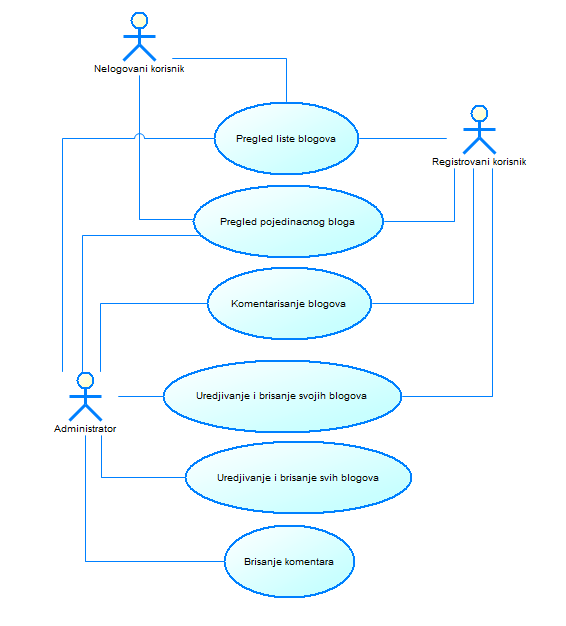 Nelogovani korisnik
Pregled liste blogova
Registrovani korisnik
Pregled pojedinacnog bloga
Komentarisanje blogova
Uredjivanje i brisanje svojih blogova
Administrator
Uredjivanje i brisanje svih blogova
Brisanje komentara